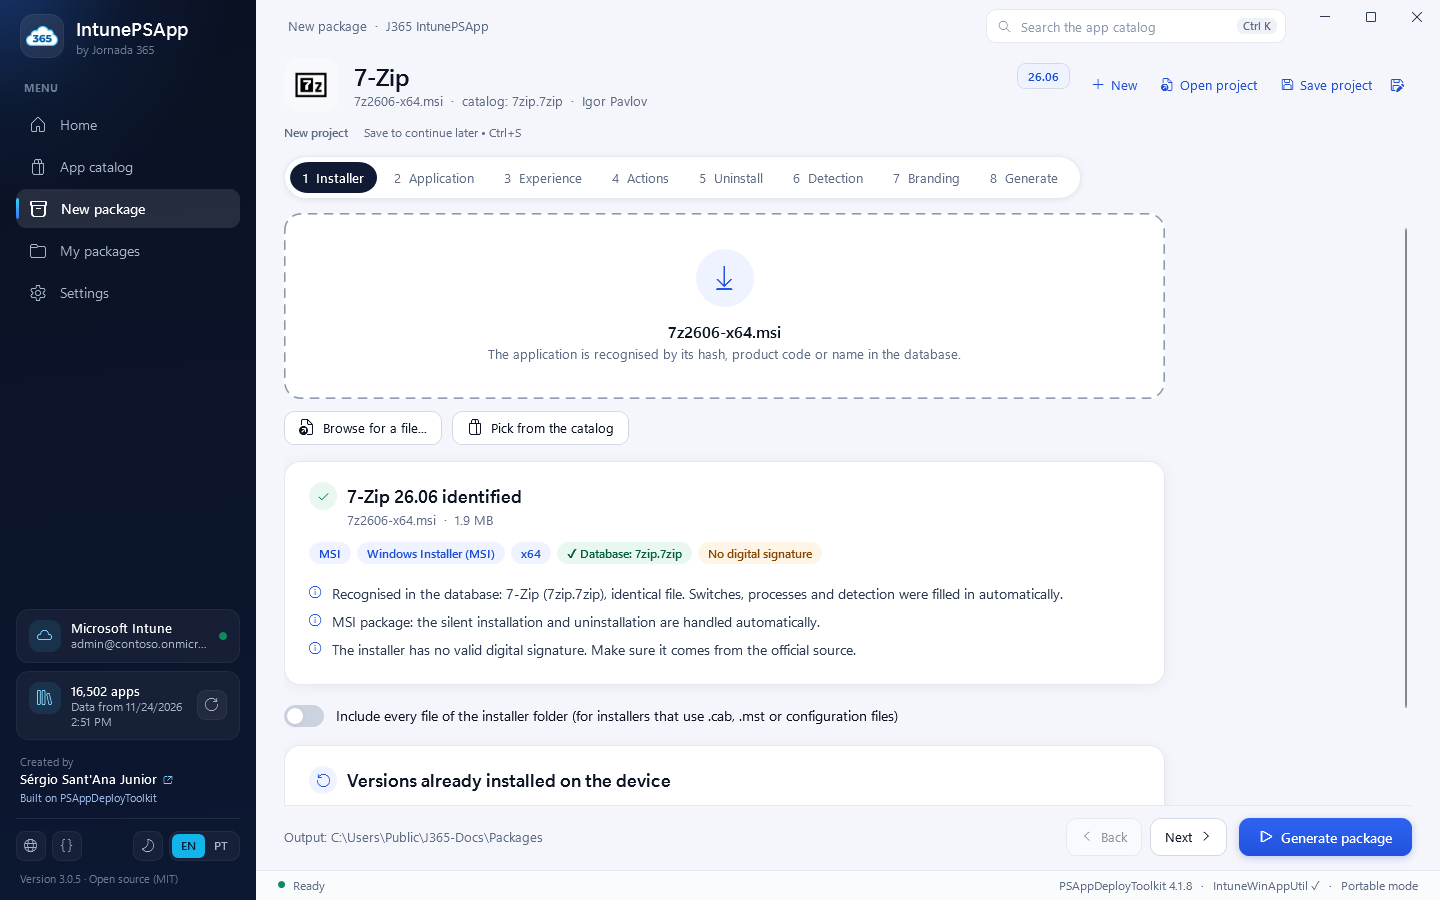 365
IntunePSApp
by Jornada 365
MENU
Home
App catalog
New package
My packages
Settings
Microsoft Intune
admin@contoso.onmicr...
16,502 apps
Data from 11/24/2026
2:51 PM
Created by
Sérgio Sant'Ana Junior
Built on PSAppDeployToolkit
{ }
EN PT
Version 3.0.5 · Open source (MIT)
New package · J365 IntunePSApp
Search the app catalog Ctrl K
7z
7-Zip
7z2606-x64.msi · catalog: 7zip.7zip · Igor Pavlov
26.06
New
Open project
Save project
New project Save to continue later • Ctrl+S
1 Installer
2 Application
3 Experience
4 Actions
5 Uninstall
6 Detection
7 Branding
8 Generate
7z2606-x64.msi
The application is recognised by its hash, product code or name in the database.
Browse for a file...
Pick from the catalog
7-Zip 26.06 identified
7z2606-x64.msi · 1.9 MB
MSI
Windows Installer (MSI)
x64
✓ Database: 7zip.7zip
No digital signature
Recognised in the database: 7-Zip (7zip.7zip), identical file. Switches, processes and detection were filled in automatically.
MSI package: the silent installation and uninstallation are handled automatically.
The installer has no valid digital signature. Make sure it comes from the official source.
Include every file of the installer folder (for installers that use .cab, .mst or configuration files)
Versions already installed on the device
Output: C:\Users\Public\J365-Docs\Packages
Back
Next
Generate package
Ready
PSAppDeployToolkit 4.1.8 · IntuneWinAppUtil ✓ · Portable mode